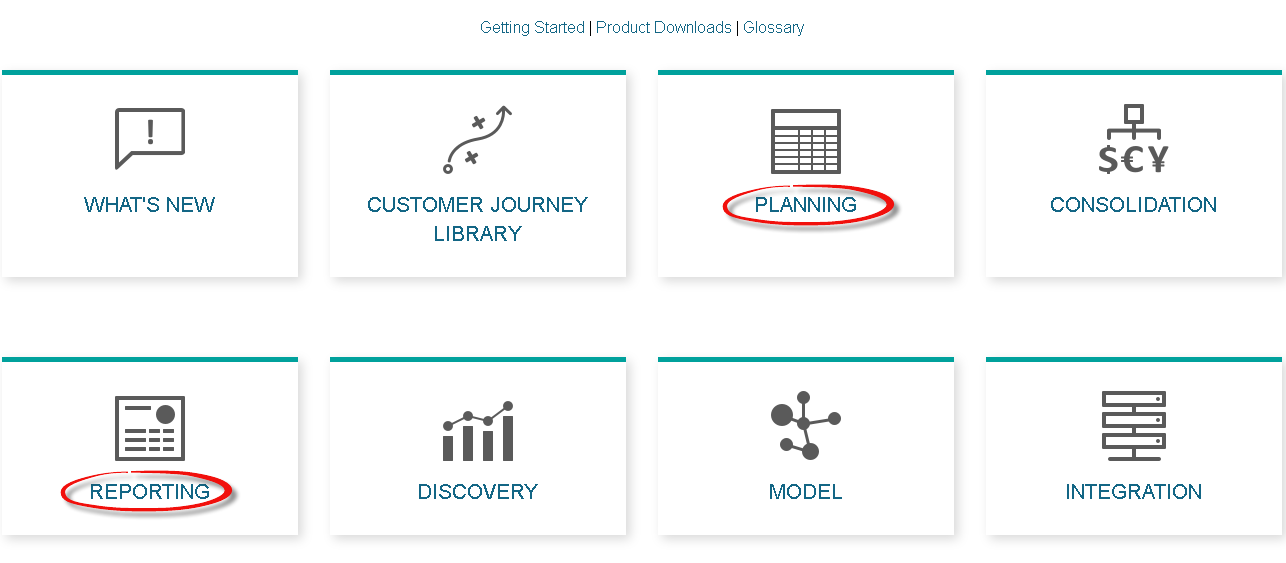 Getting Started | Product Downloads | Glossary
!
WHAT'S NEW
CUSTOMER JOURNEY
LIBRARY
PLANNING
$€¥
CONSOLIDATION
REPORTING
DISCOVERY
MODEL
INTEGRATION